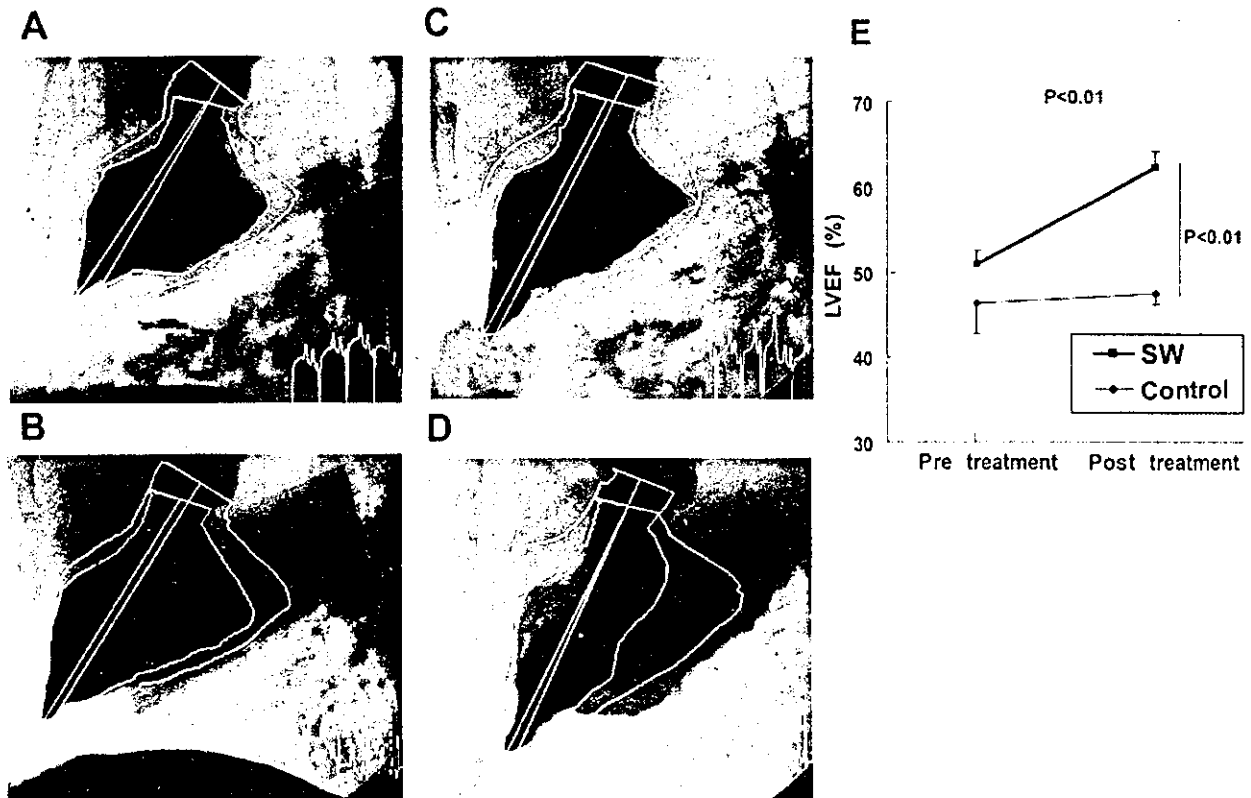 A
C
E
P<0.01
70
60
P<0.01
50
LVEF (%)
40
SW
Control
30
Pre treatment Post treatment
B
D